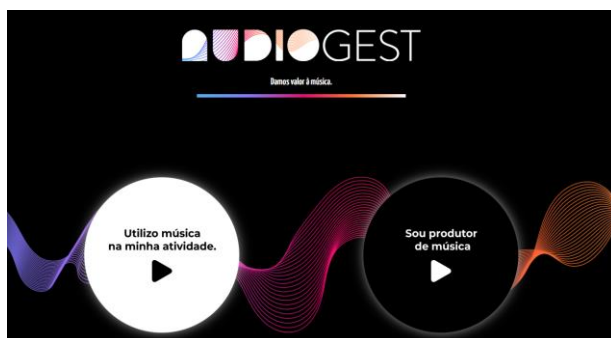 AUDIOGEST
Damos valor à música.
Utilizo música
na minha atividade.
Sou produtor
de música